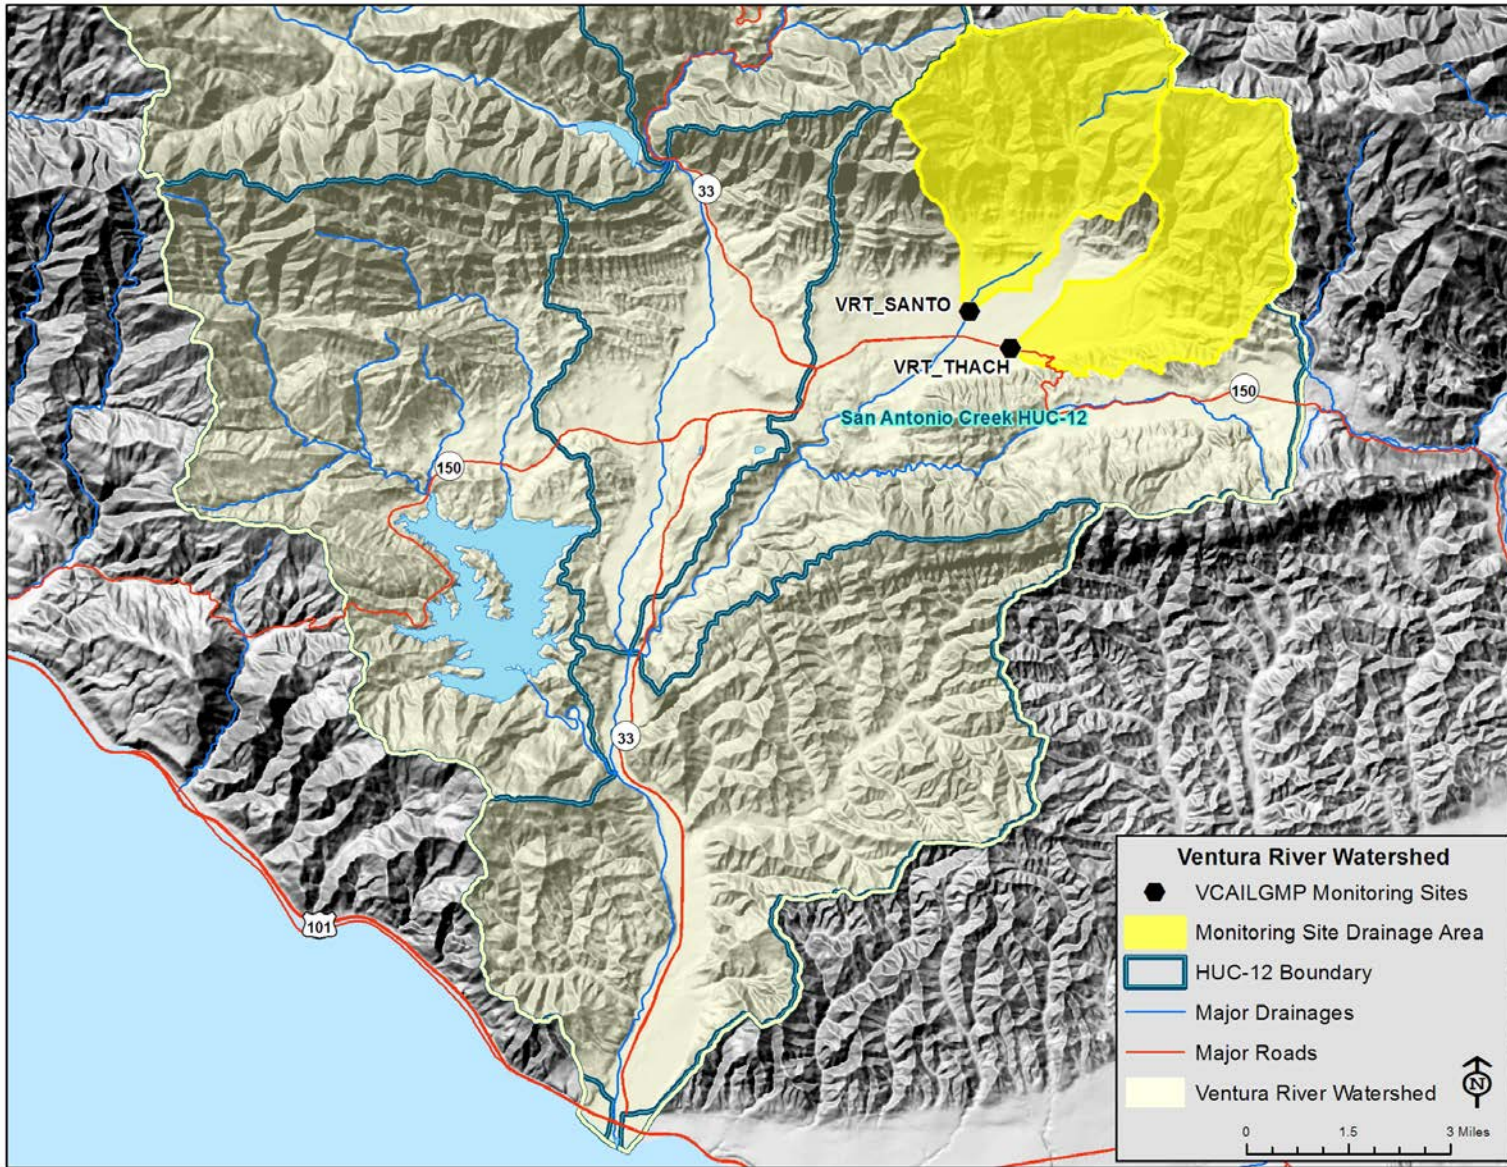 33
VRT_SANTO
VRT_THACH
150
San Antonio Creek HUC-12
150
33
101
Ventura River Watershed
VCAILGMP Monitoring Sites
Monitoring Site Drainage Area
HUC-12 Boundary
Major Drainages
Major Roads
Ventura River Watershed
N
0 1.5 3 Miles